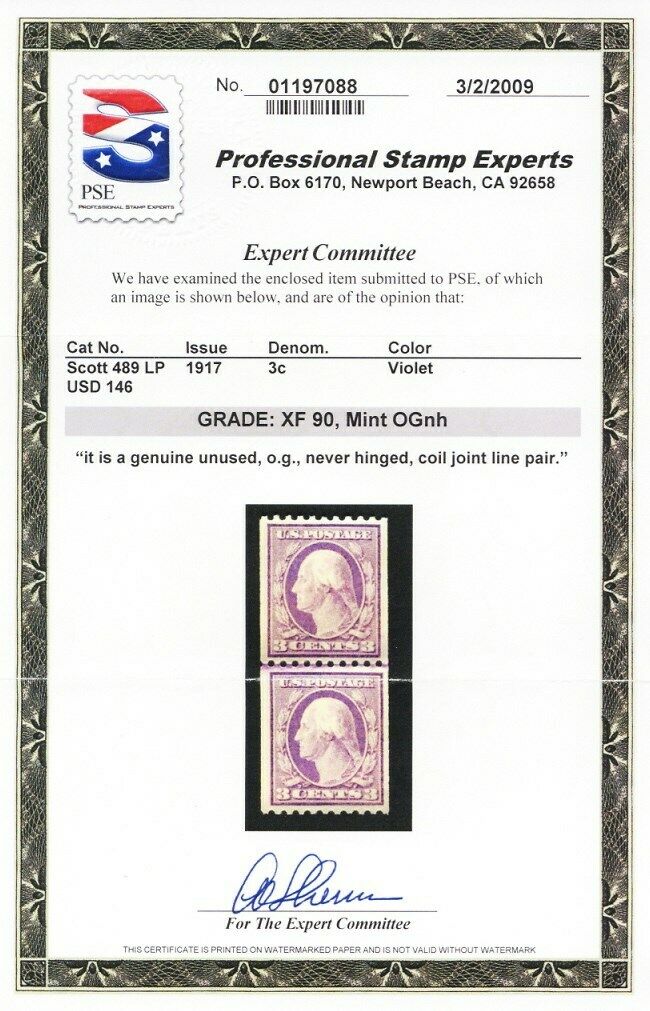 No. 01197088 3/2/2009
PSE
PROFESSIONAL STAMP EXPERTS
Professional Stamp Experts
P.O. Box 6170, Newport Beach, CA 92658
Expert Committee
We have examined the enclosed item submitted to PSE, of which
an image is shown below, and are of the opinion that:
Cat No. Issue Denom. Color
Scott 489 LP 1917 3c Violet
USD 146
GRADE: XF 90, Mint OGnh
“it is a genuine unused, o.g., never hinged, coil joint line pair.”
U.S.POSTAGE
3 CENTS 3
U.S.POSTAGE
3 CENTS 3
For The Expert Committee
THIS CERTIFICATE IS PRINTED ON WATERMARKED PAPER AND IS NOT VALID WITHOUT WATERMARK